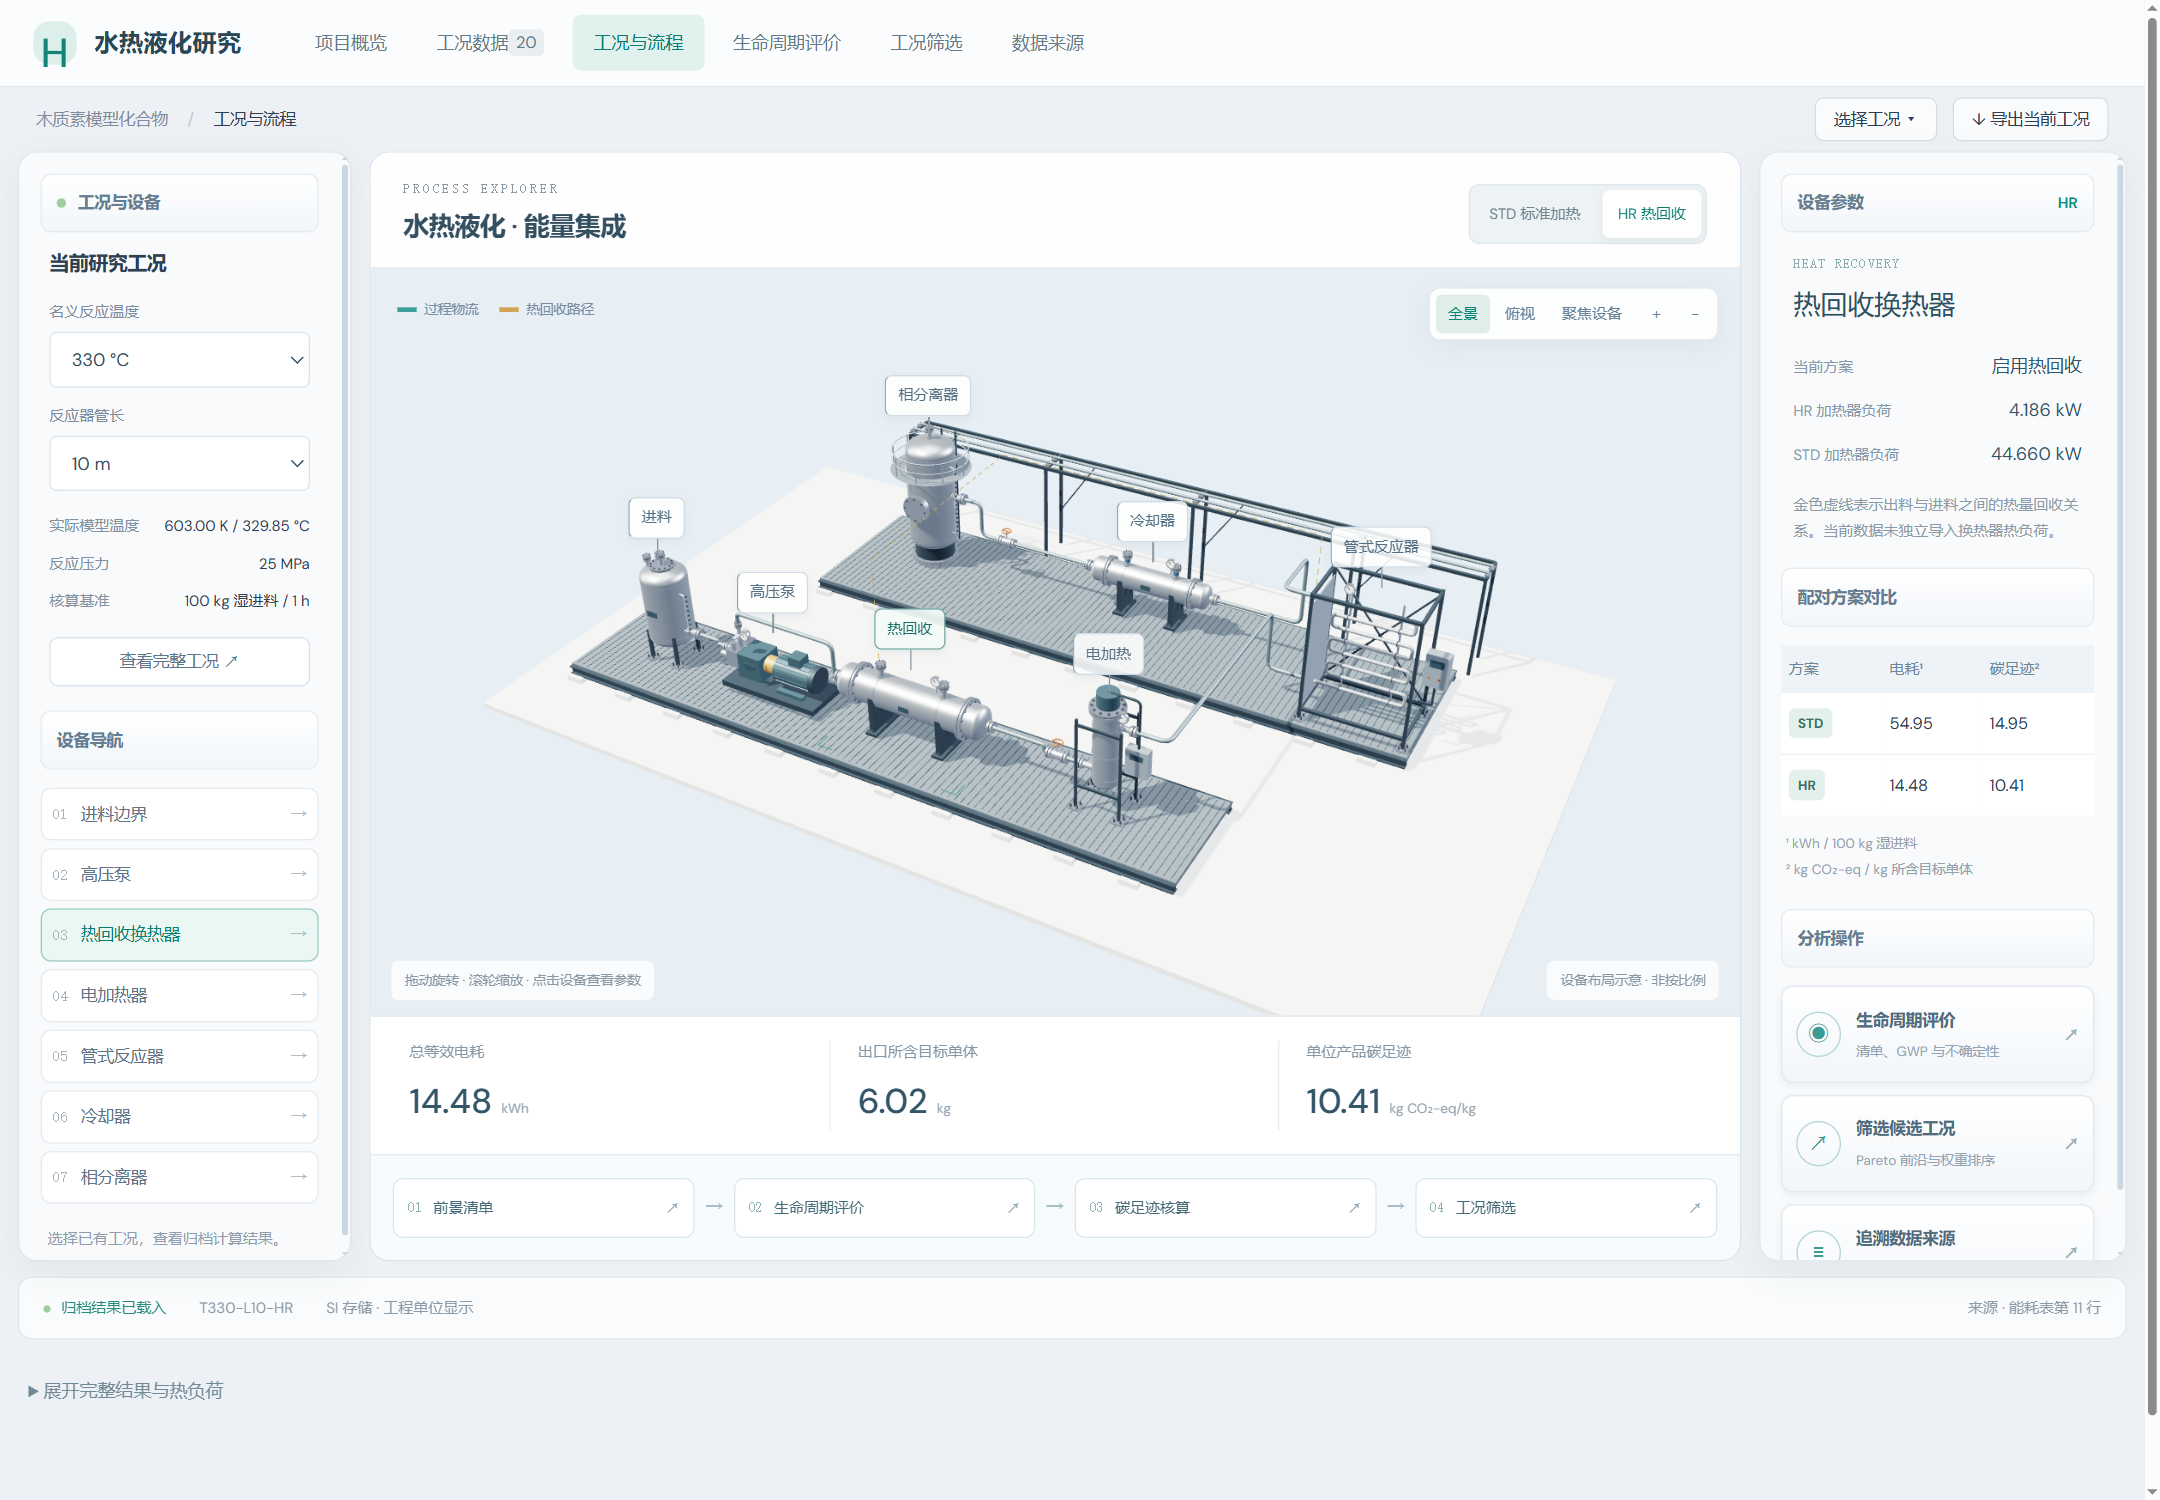 H 水热液化研究 项目概览 工况数据 20 工况与流程 生命周期评价 工况筛选 数据来源
木质素模型化合物 / 工况与流程
选择工况 ▾ ↓ 导出当前工况
工况与设备
当前研究工况
名义反应温度
330 °C
反应器管长
10 m
实际模型温度 603.00 K / 329.85 °C
反应压力 25 MPa
核算基准 100 kg 湿进料 / 1 h
查看完整工况 ↗
设备导航
01 进料边界 →
02 高压泵 →
03 热回收换热器 →
04 电加热器 →
05 管式反应器 →
06 冷却器 →
07 相分离器 →
选择已有工况，查看归档计算结果。
PROCESS EXPLORER
水热液化 · 能量集成
STD 标准加热 HR 热回收
过程物流 热回收路径
全景 俯视 聚焦设备 + −
相分离器
进料
冷却器
管式反应器
高压泵
热回收
电加热
拖动旋转 · 滚轮缩放 · 点击设备查看参数
设备布局示意 · 非按比例
总等效电耗
14.48 kWh
出口所含目标单体
6.02 kg
单位产品碳足迹
10.41 kg CO₂-eq/kg
01 前景清单 ↗ → 02 生命周期评价 ↗ → 03 碳足迹核算 ↗ → 04 工况筛选 ↗
设备参数 HR
HEAT RECOVERY
热回收换热器
当前方案 启用热回收
HR 加热器负荷 4.186 kW
STD 加热器负荷 44.660 kW
金色虚线表示出料与进料之间的热量回收关
系。当前数据未独立导入换热器热负荷。
配对方案对比
方案 电耗¹ 碳足迹²
STD 54.95 14.95
HR 14.48 10.41
¹ kWh / 100 kg 湿进料
² kg CO₂-eq / kg 所含目标单体
分析操作
生命周期评价
清单、GWP 与不确定性 ↗
筛选候选工况
Pareto 前沿与权重排序 ↗
追溯数据来源 ↗
归档结果已载入 T330-L10-HR SI 存储 · 工程单位显示
来源 · 能耗表第 11 行
▶ 展开完整结果与热负荷